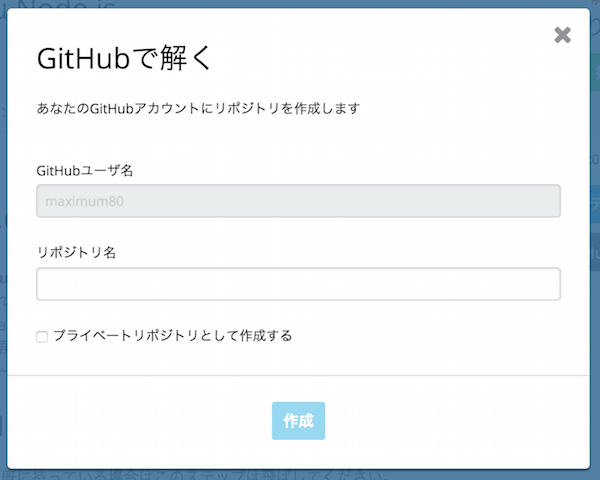 GitHubで解く
あなたのGitHubアカウントにリポジトリを作成します
GitHubユーザ名
maximum80
リポジトリ名
プライベートリポジトリとして作成する
作成